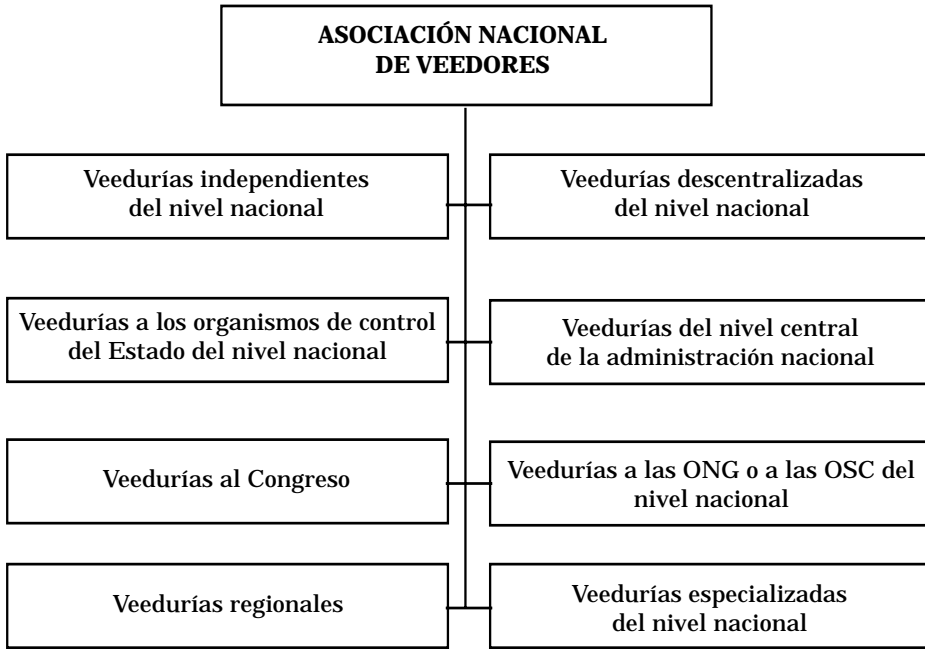 ASOCIACIÓN NACIONAL
DE VEEDORES
Veedurías independientes
del nivel nacional
Veedurías descentralizadas
del nivel nacional
Veedurías a los organismos de control
del Estado del nivel nacional
Veedurías del nivel central
de la administración nacional
Veedurías al Congreso
Veedurías a las ONG o a las OSC del
nivel nacional
Veedurías regionales
Veedurías especializadas
del nivel nacional